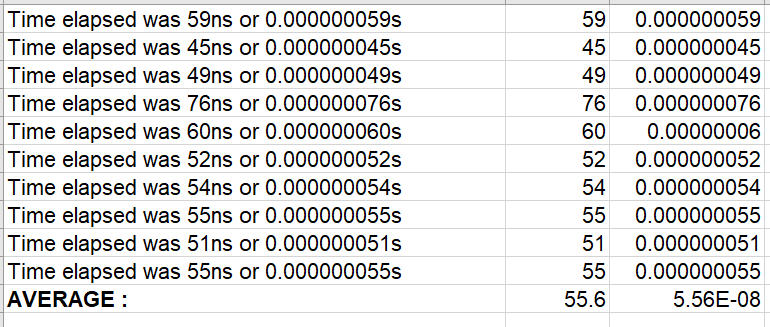 Time elapsed was 59ns or 0.000000059s 59 0.000000059
Time elapsed was 45ns or 0.000000045s 45 0.000000045
Time elapsed was 49ns or 0.000000049s 49 0.000000049
Time elapsed was 76ns or 0.000000076s 76 0.000000076
Time elapsed was 60ns or 0.000000060s 60 0.00000006
Time elapsed was 52ns or 0.000000052s 52 0.000000052
Time elapsed was 54ns or 0.000000054s 54 0.000000054
Time elapsed was 55ns or 0.000000055s 55 0.000000055
Time elapsed was 51ns or 0.000000051s 51 0.000000051
Time elapsed was 55ns or 0.000000055s 55 0.000000055
AVERAGE : 55.6 5.56E-08